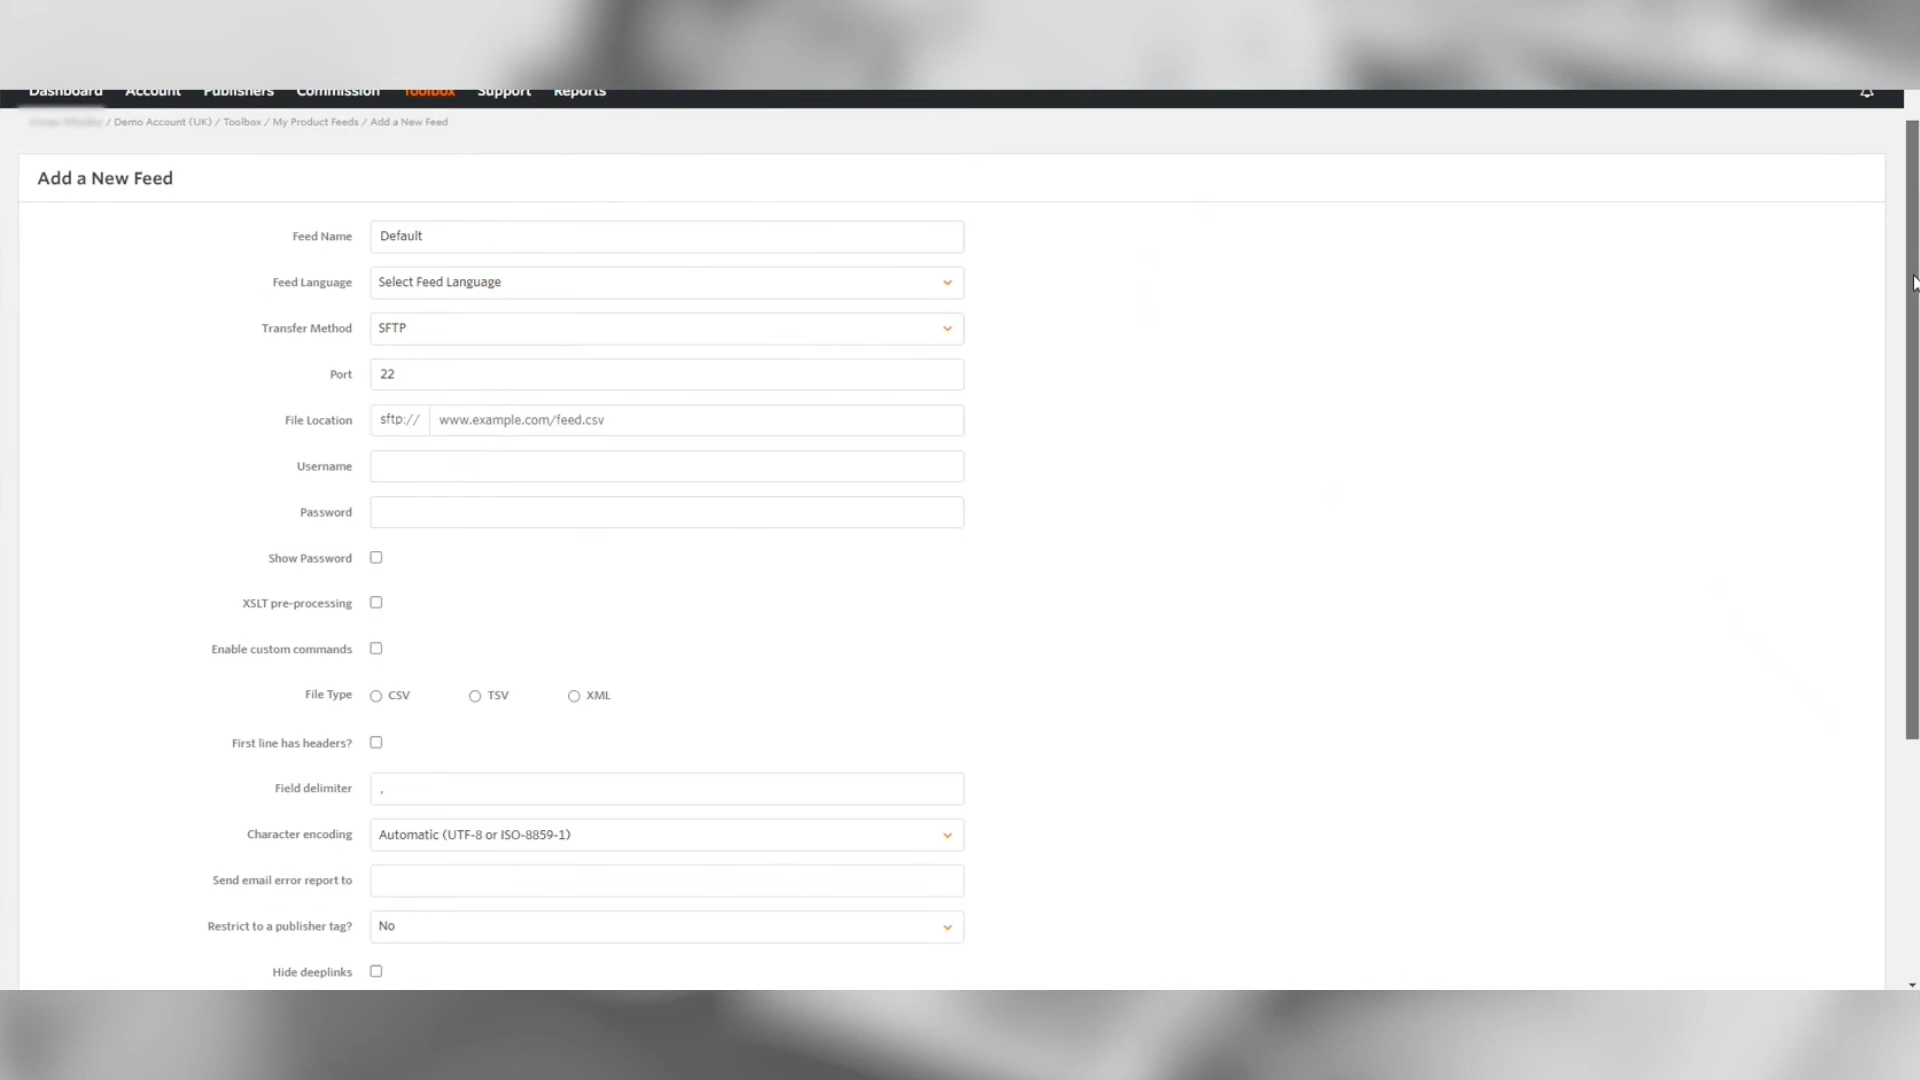 Dashboard Account Publishers Commission Toolbox Support Reports
/ Demo Account (UK) / Toolbox / My Product Feeds / Add a New Feed
Add a New Feed
Feed Name Default
Feed Language Select Feed Language
Transfer Method SFTP
Port 22
File Location sftp:// www.example.com/feed.csv
Username
Password
Show Password
XSLT pre-processing
Enable custom commands
File Type CSV TSV XML
First line has headers?
Field delimiter ,
Character encoding Automatic (UTF-8 or ISO-8859-1)
Send email error report to
Restrict to a publisher tag? No
Hide deeplinks